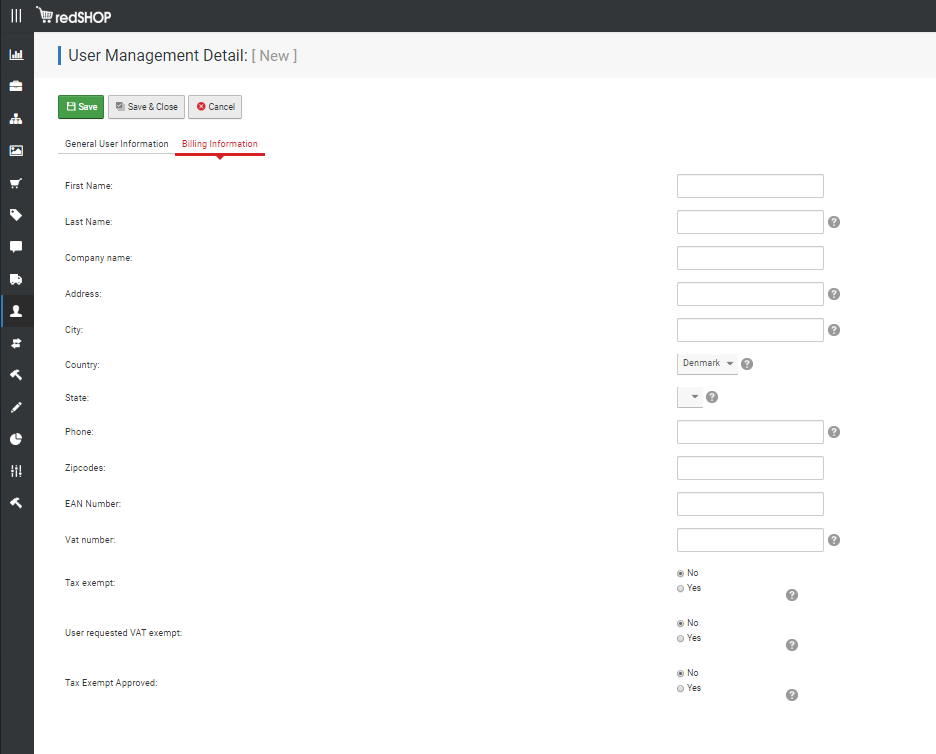 redSHOP
User Management Detail: [ New ]
Save Save & Close Cancel
General User Information Billing Information
First Name:
Last Name: ?
Company name:
Address: ?
City: ?
Country: Denmark ?
State: ?
Phone: ?
Zipcodes:
EAN Number:
Vat number: ?
Tax exempt:
No
Yes
?
User requested VAT exempt:
No
Yes
?
Tax Exempt Approved:
No
Yes
?